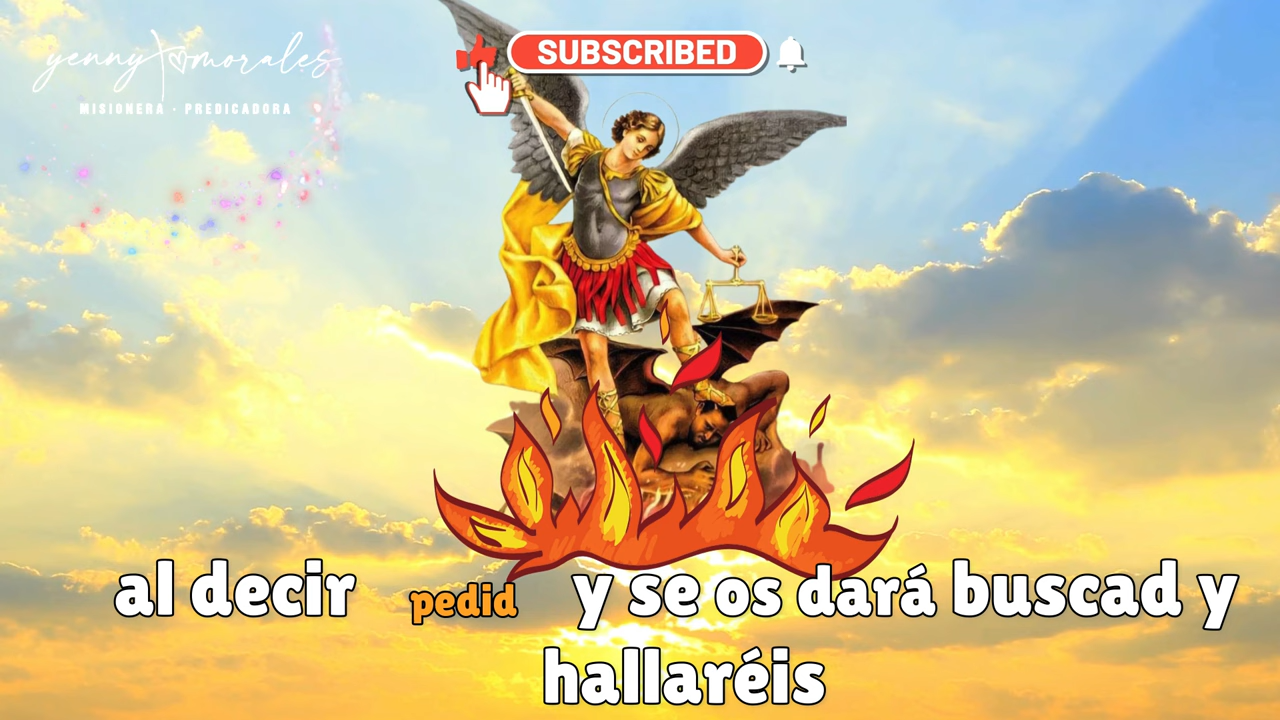 yenny morales
MISIONERA · PREDICADORA
SUBSCRIBED
al decir pedid y se os dará buscad y
hallaréis